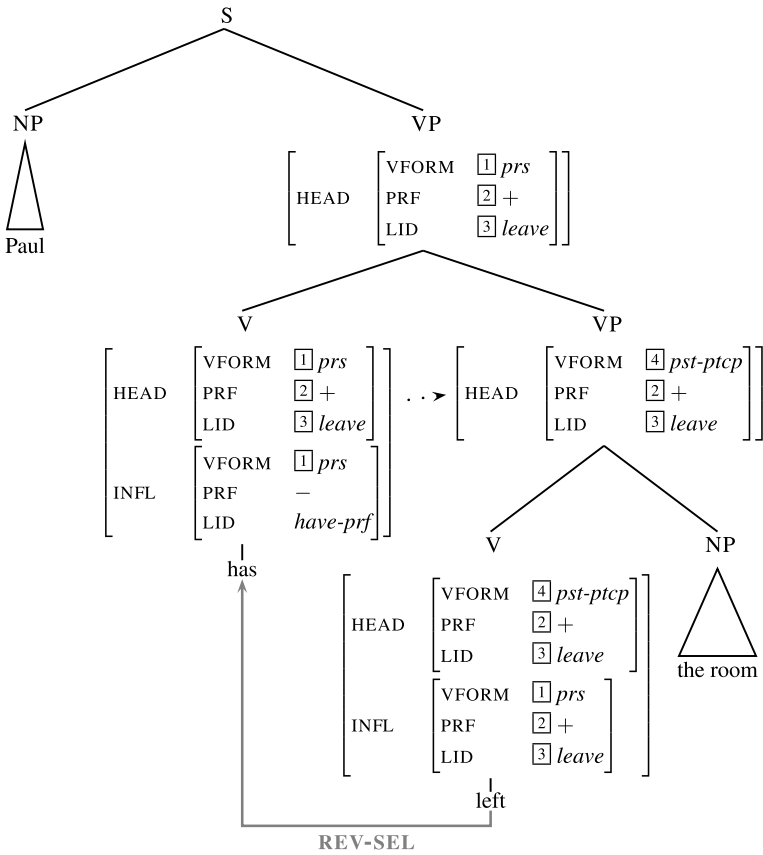 S
NP VP
HEAD VFORM 1 prs
PRF 2 +
LID 3 leave
Paul
V VP
HEAD VFORM 1 prs
PRF 2 +
LID 3 leave
INFL VFORM 1 prs
PRF −
LID have-prf
HEAD VFORM 4 pst-ptcp
PRF 2 +
LID 3 leave
has
V NP
HEAD VFORM 4 pst-ptcp
PRF 2 +
LID 3 leave
INFL VFORM 1 prs
PRF 2 +
LID 3 leave
the room
left
REV-SEL